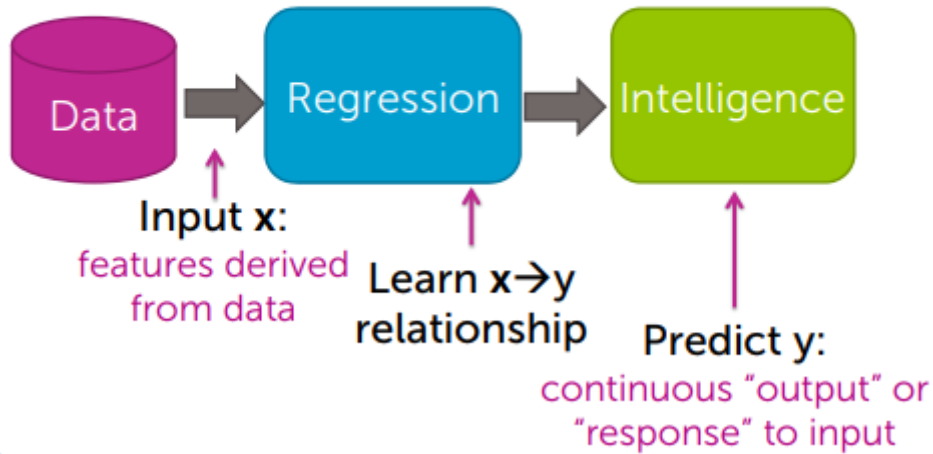 Data
Regression
Intelligence
Input x:
features derived
from data
Learn x→y
relationship
Predict y:
continuous “output” or
“response” to input